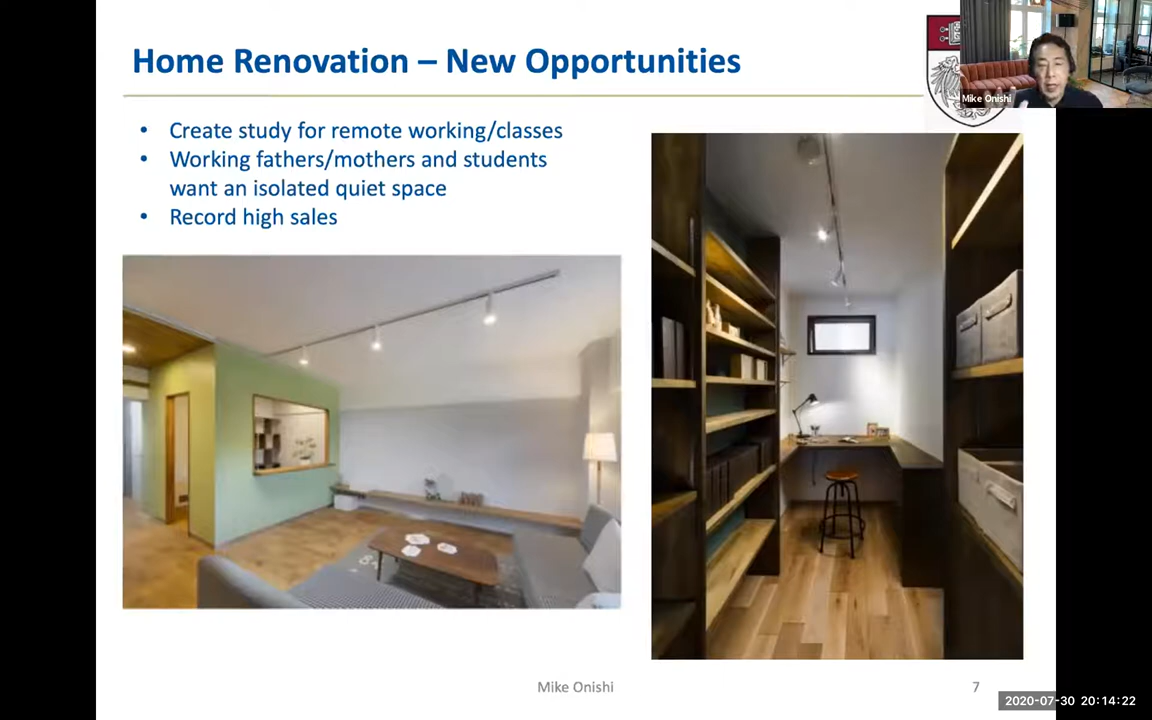 Home Renovation – New Opportunities
Mike Onishi
• Create study for remote working/classes
• Working fathers/mothers and students
want an isolated quiet space
• Record high sales
Mike Onishi
7
2020-07-30 20:14:22